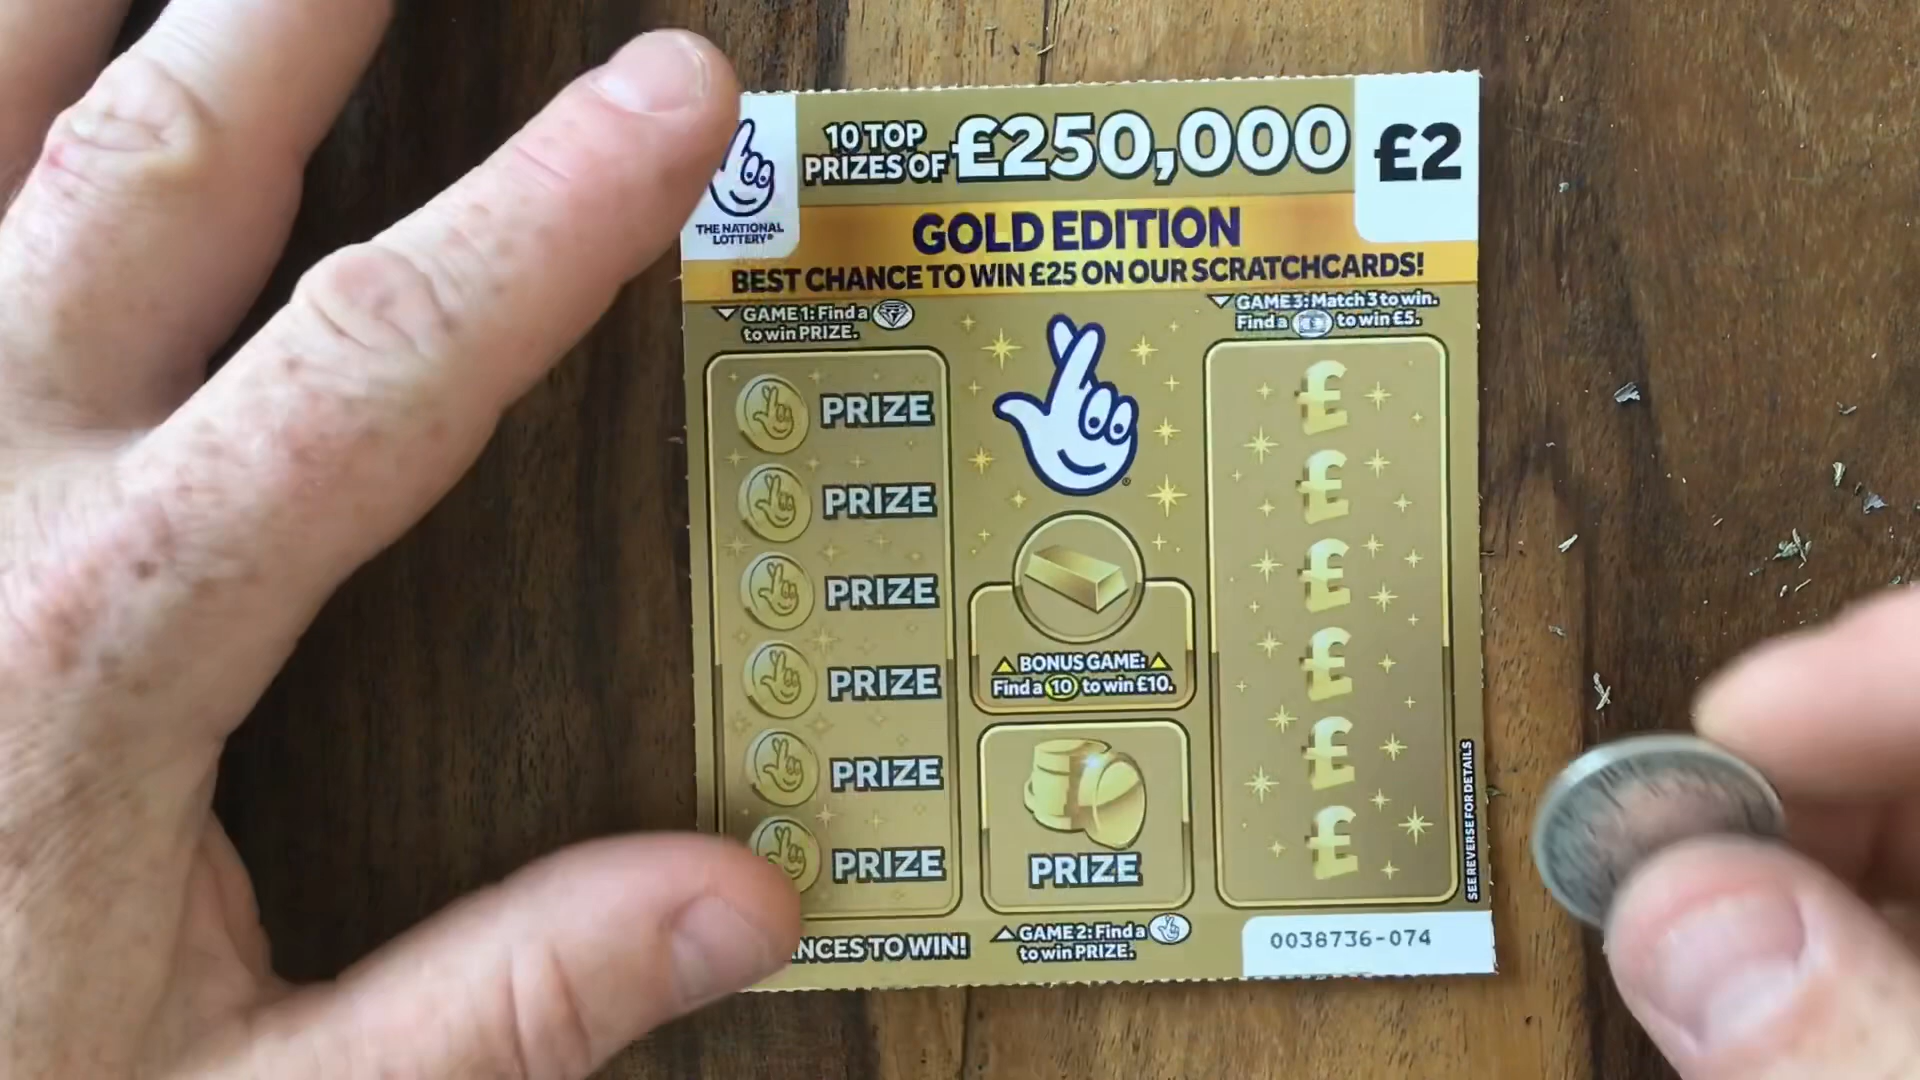 10 TOP
PRIZES OF £250,000
£2
THE NATIONAL
LOTTERY®
GOLD EDITION
BEST CHANCE TO WIN £25 ON OUR SCRATCHCARDS!
GAME 1: Find a
to win PRIZE.
GAME 3: Match 3 to win.
Find a to win £5.
PRIZE
PRIZE
PRIZE
PRIZE
PRIZE
PRIZE
£
£
£
£
£
£
BONUS GAME:
Find a 10 to win £10.
PRIZE
GAME 2: Find a
to win PRIZE.
TO WIN!
0038736-074
SEE REVERSE FOR DETAILS